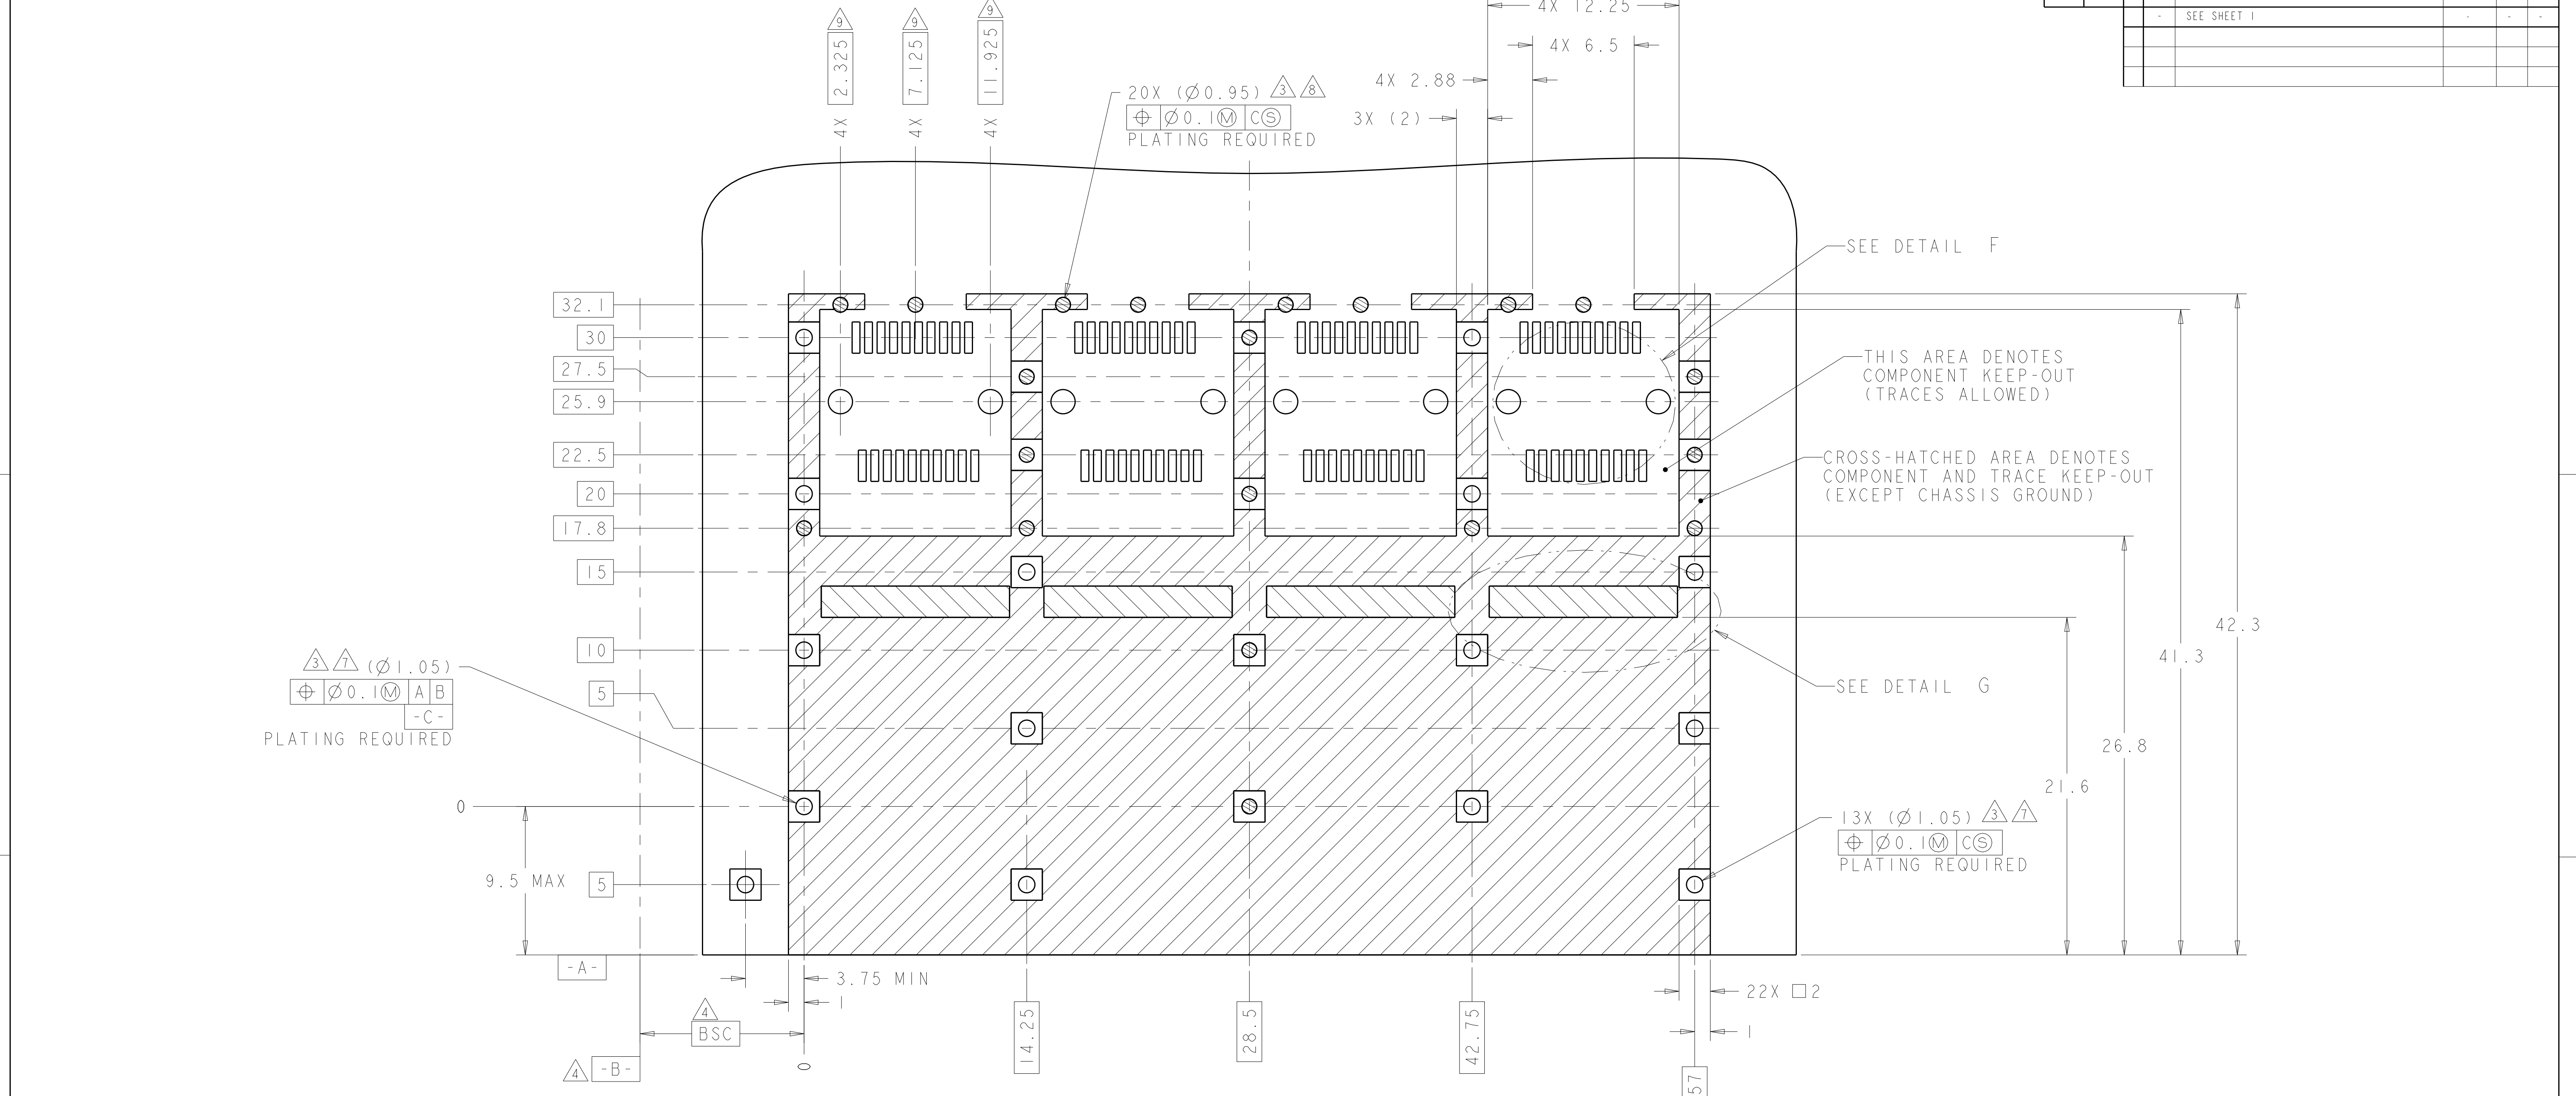 - SEE SHEET 1 - - -
4X 12.25
4X 6.5
4X 2.88
3X (2)
9
4X 2.325
9
4X 7.125
9
4X 11.925
20X (Ø0.95) 3 8
⌖ Ø0.1Ⓜ CⓈ
PLATING REQUIRED
SEE DETAIL F
THIS AREA DENOTES
COMPONENT KEEP-OUT
(TRACES ALLOWED)
CROSS-HATCHED AREA DENOTES
COMPONENT AND TRACE KEEP-OUT
(EXCEPT CHASSIS GROUND)
32.1
30
27.5
25.9
22.5
20
17.8
15
10
5
0
5
3 7 (Ø1.05)
⌖ Ø0.1Ⓜ A B
-C-
PLATING REQUIRED
9.5 MAX
42.3
41.3
26.8
21.6
SEE DETAIL G
13X (Ø1.05) 3 7
⌖ Ø0.1Ⓜ CⓈ
PLATING REQUIRED
-A-
3.75 MIN
1
4
BSC
4 -B-
0
14.25
28.5
42.75
57
22X □2
1